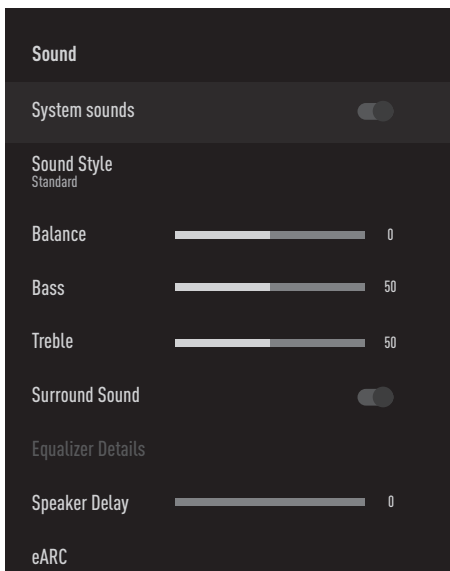 Sound
System sounds
Sound Style
Standard
Balance 0
Bass 50
Treble 50
Surround Sound
Equalizer Details
Speaker Delay 0
eARC